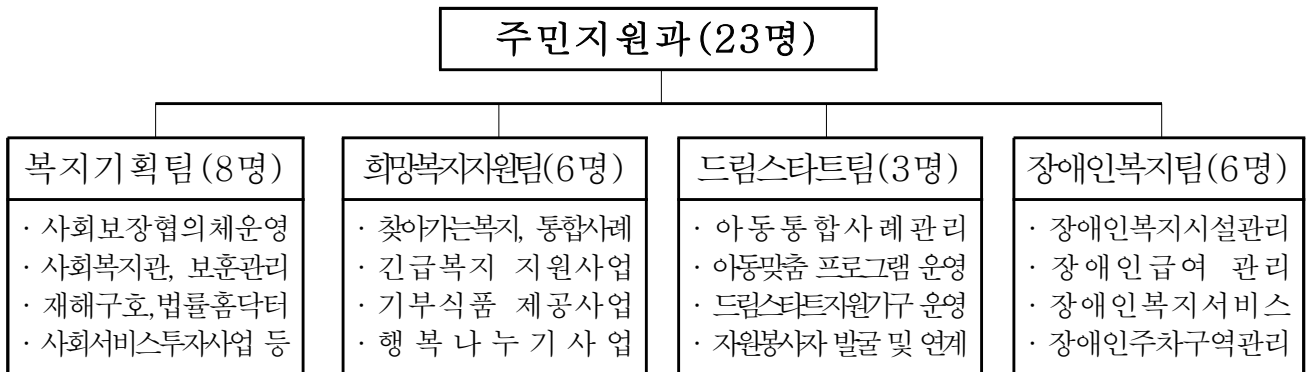 주민지원과(23명)
복지기획팀(8명)
· 사회보장협의체운영
· 사회복지관, 보훈관리
· 재해구호,법률홈닥터
· 사회서비스투자사업 등
희망복지지원팀(6명)
· 찾아가는복지, 통합사례
· 긴급복지 지원사업
· 기부식품 제공사업
· 행복나누기사업
드림스타트팀(3명)
· 아동통합사례관리
· 아동맞춤 프로그램 운영
· 드림스타트지원기구 운영
· 자원봉사자 발굴 및 연계
장애인복지팀(6명)
· 장애인복지시설관리
· 장애인급여 관리
· 장애인복지서비스
· 장애인주차구역관리